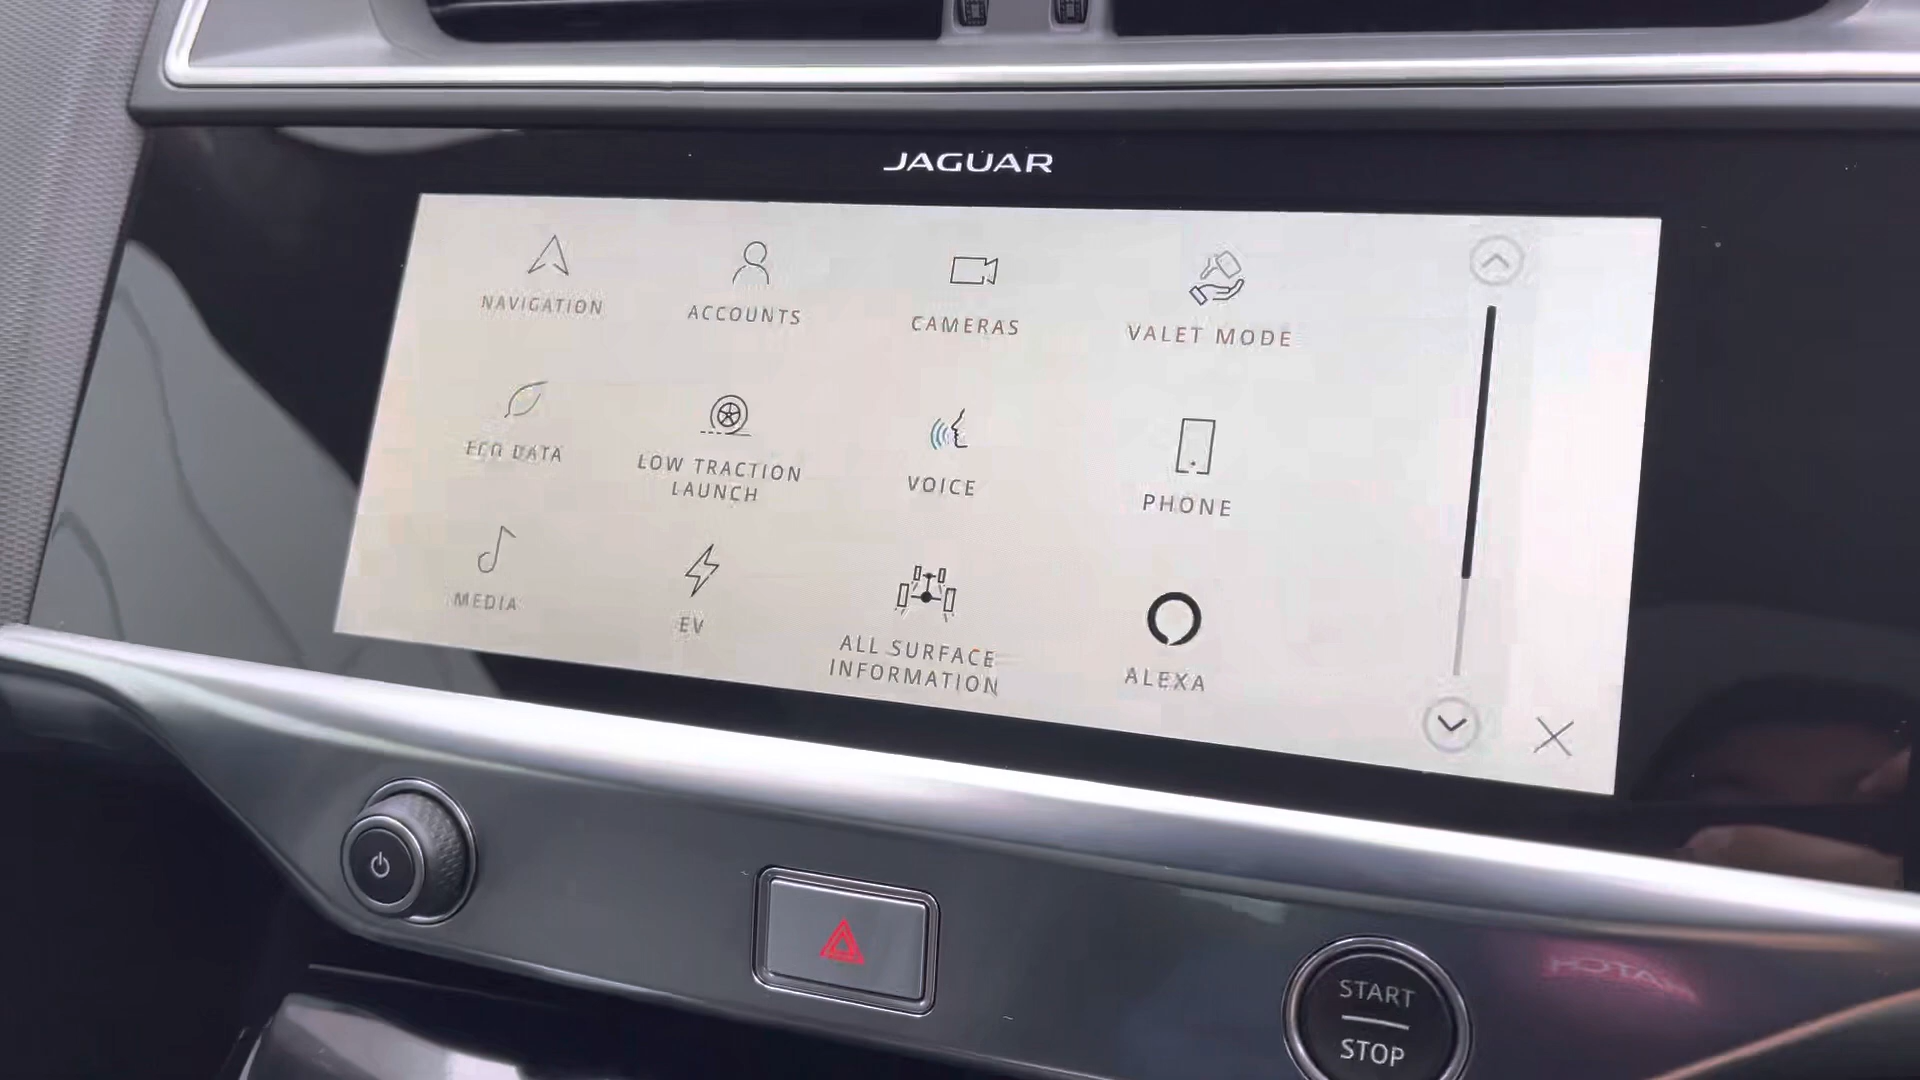 JAGUAR
NAVIGATION
ACCOUNTS
CAMERAS
VALET MODE
ECO DATA
LOW TRACTION
LAUNCH
VOICE
PHONE
MEDIA
EV
ALL SURFACE
INFORMATION
ALEXA
START
STOP